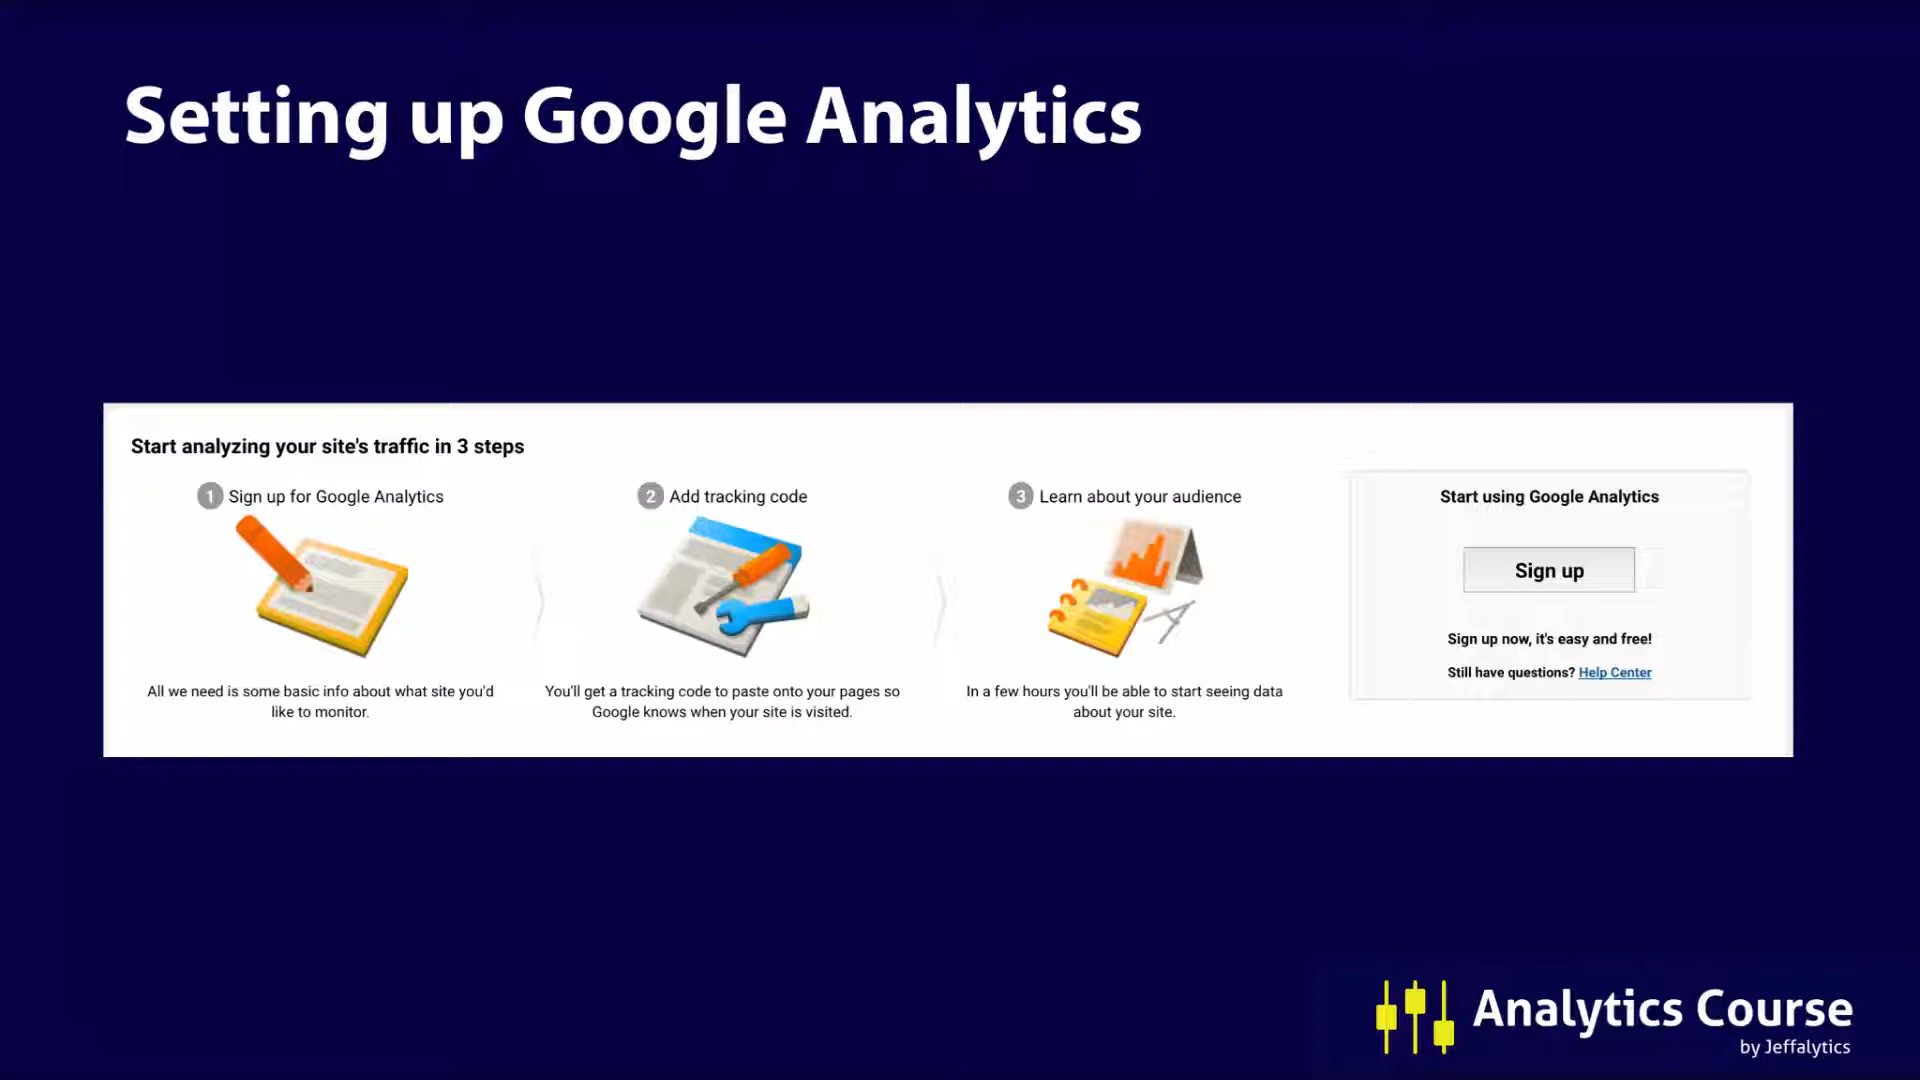 Setting up Google Analytics
Start analyzing your site's traffic in 3 steps
1 Sign up for Google Analytics
All we need is some basic info about what site you'd
like to monitor.
2 Add tracking code
You'll get a tracking code to paste onto your pages so
Google knows when your site is visited.
3 Learn about your audience
In a few hours you'll be able to start seeing data
about your site.
Start using Google Analytics
Sign up
Sign up now, it's easy and free!
Still have questions? Help Center
Analytics Course
by Jeffalytics